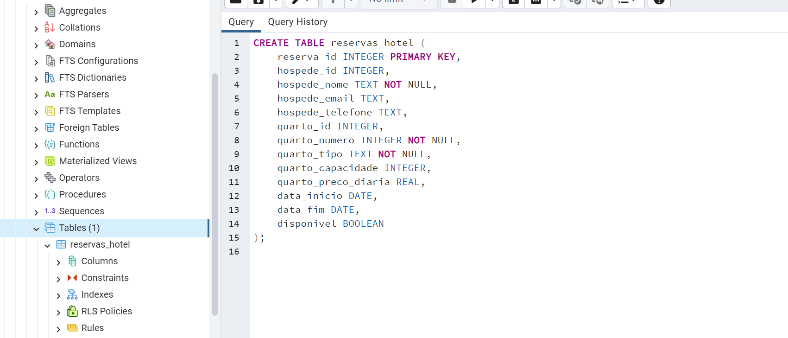 Aggregates
Collations
Domains
FTS Configurations
FTS Dictionaries
Aa FTS Parsers
FTS Templates
Foreign Tables
Functions
Materialized Views
Operators
Procedures
1..3 Sequences
Tables (1)
reservas_hotel
Columns
Constraints
Indexes
RLS Policies
Rules
Query Query History
1 CREATE TABLE reservas_hotel (
2 reserva_id INTEGER PRIMARY KEY,
3 hospede_id INTEGER,
4 hospede_nome TEXT NOT NULL,
5 hospede_email TEXT,
6 hospede_telefone TEXT,
7 quarto_id INTEGER,
8 quarto_numero INTEGER NOT NULL,
9 quarto_tipo TEXT NOT NULL,
10 quarto_capacidade INTEGER,
11 quarto_preco_diaria REAL,
12 data_inicio DATE,
13 data_fim DATE,
14 disponivel BOOLEAN
15 );
16